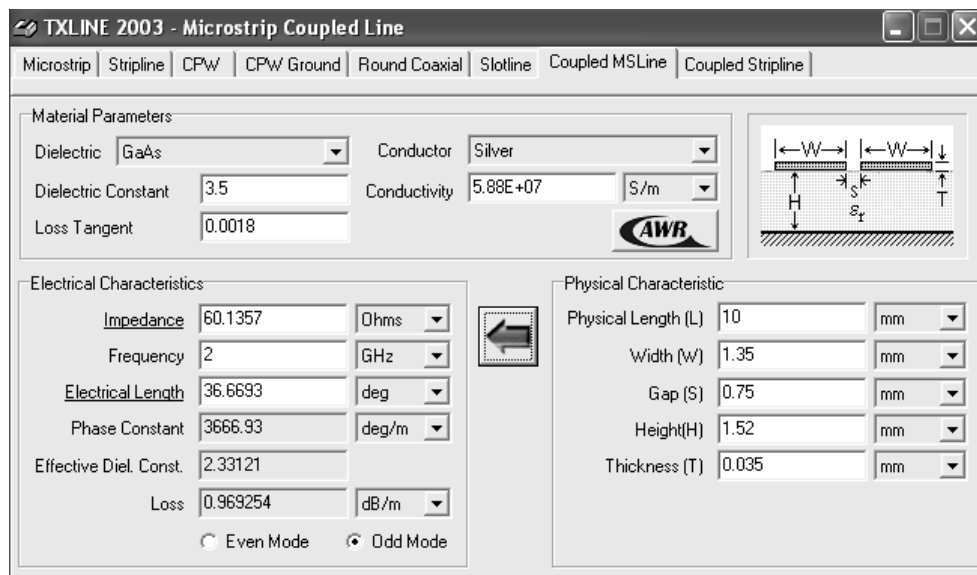 TXLINE 2003 - Microstrip Coupled Line
Microstrip Stripline CPW CPW Ground Round Coaxial Slotline Coupled MSLine Coupled Stripline
Material Parameters
Dielectric GaAs Conductor Silver
Dielectric Constant 3.5 Conductivity 5.88E+07 S/m
Loss Tangent 0.0018 AWR
W W
S
H T
εr
Electrical Characteristics
Impedance 60.1357 Ohms
Frequency 2 GHz
Electrical Length 36.6693 deg
Phase Constant 3666.93 deg/m
Effective Diel. Const. 2.33121
Loss 0.969254 dB/m
Even Mode Odd Mode
Physical Characteristic
Physical Length (L) 10 mm
Width (W) 1.35 mm
Gap (S) 0.75 mm
Height(H) 1.52 mm
Thickness (T) 0.035 mm